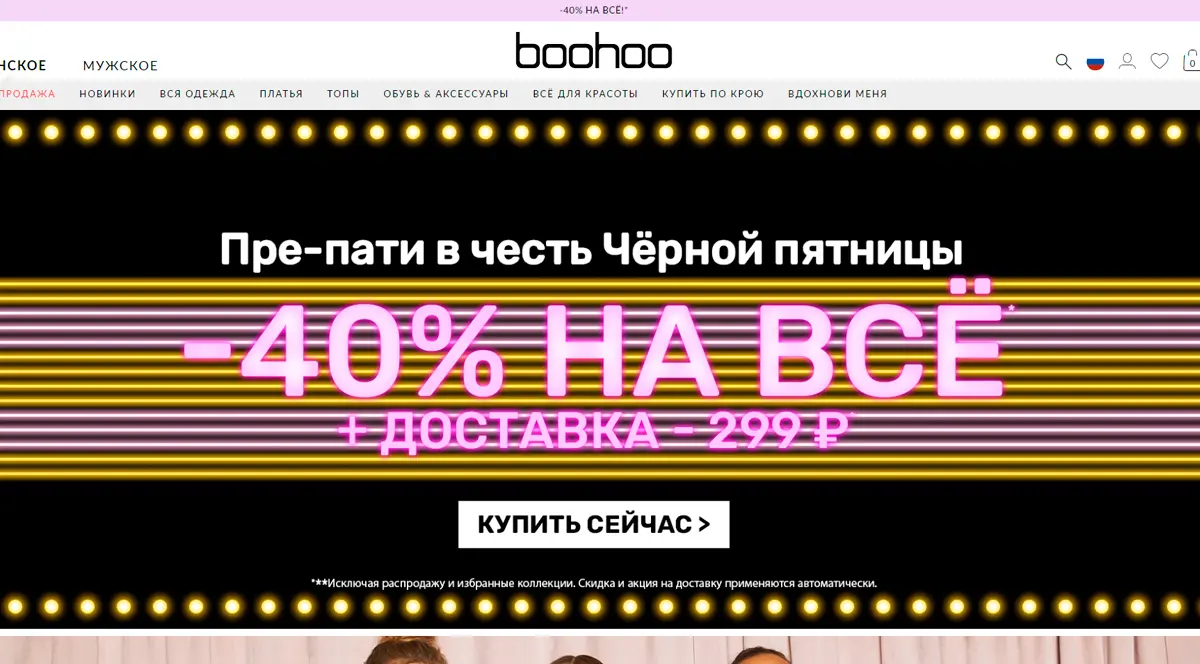 -40% НА ВСЁ!*
НСКОЕ МУЖСКОЕ boohoo 0
ПРОДАЖА НОВИНКИ ВСЯ ОДЕЖДА ПЛАТЬЯ ТОПЫ ОБУВЬ & АКСЕССУАРЫ ВСЁ ДЛЯ КРАСОТЫ КУПИТЬ ПО КРОЮ ВДОХНОВИ МЕНЯ
Пре-пати в честь Чёрной пятницы
-40% НА ВСЁ*
+ ДОСТАВКА - 299 ₽*
КУПИТЬ СЕЙЧАС >
***Исключая распродажу и избранные коллекции. Скидка и акция на доставку применяются автоматически.